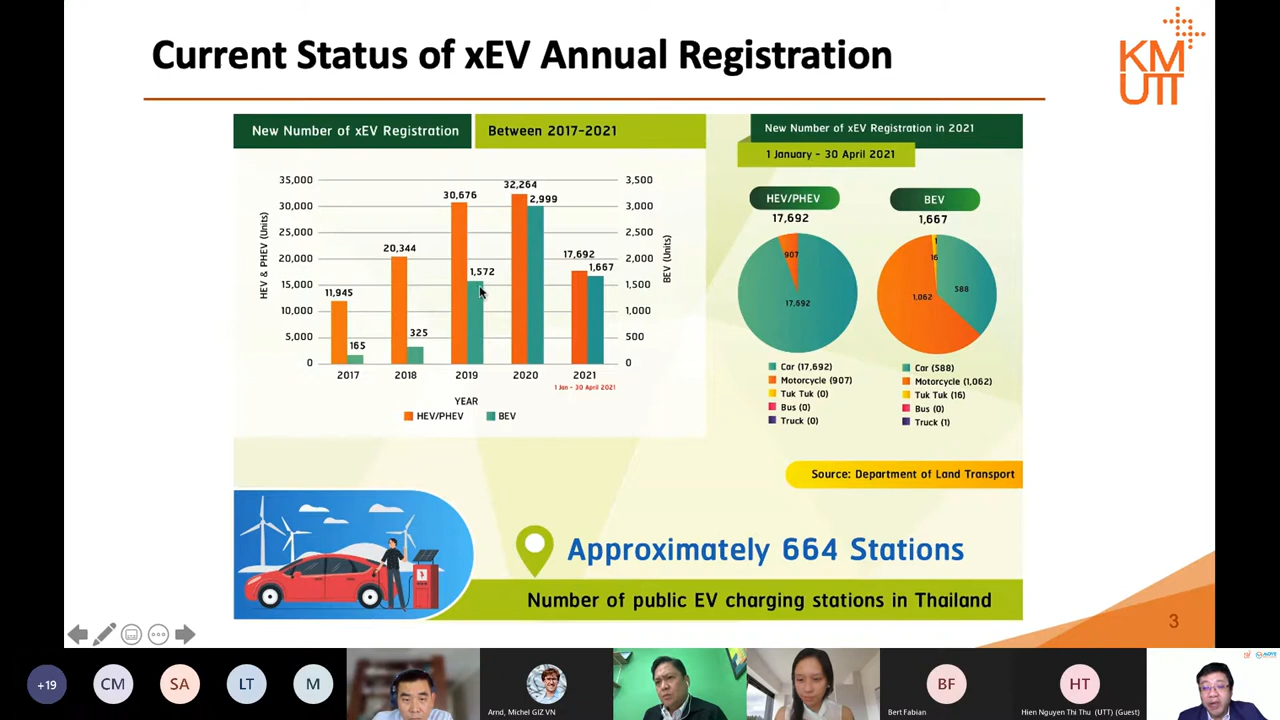 Current Status of xEV Annual Registration
KM
UTT
New Number of xEV Registration
Between 2017-2021
HEV & PHEV (Units)
35,000
30,000
25,000
20,000
15,000
10,000
5,000
0
3,500
3,000
2,500
2,000
1,500
1,000
500
0
BEV (Units)
11,945
165
20,344
325
30,676
1,572
32,264
2,999
17,692
1,667
2017
2018
2019
2020
2021
1 Jan - 30 April 2021
YEAR
HEV/PHEV
BEV
New Number of xEV Registration in 2021
1 January - 30 April 2021
HEV/PHEV
17,692
907
17,692
Car (17,692)
Motorcycle (907)
Tuk Tuk (0)
Bus (0)
Truck (0)
BEV
1,667
1
16
1,062
588
Car (588)
Motorcycle (1,062)
Tuk Tuk (16)
Bus (0)
Truck (1)
Source: Department of Land Transport
Approximately 664 Stations
Number of public EV charging stations in Thailand
3
+19
CM
SA
LT
M
Arnd, Michel GIZ VN
BF
Bert Fabian
HT
Hien Nguyen Thi Thu (UTT) (Guest)